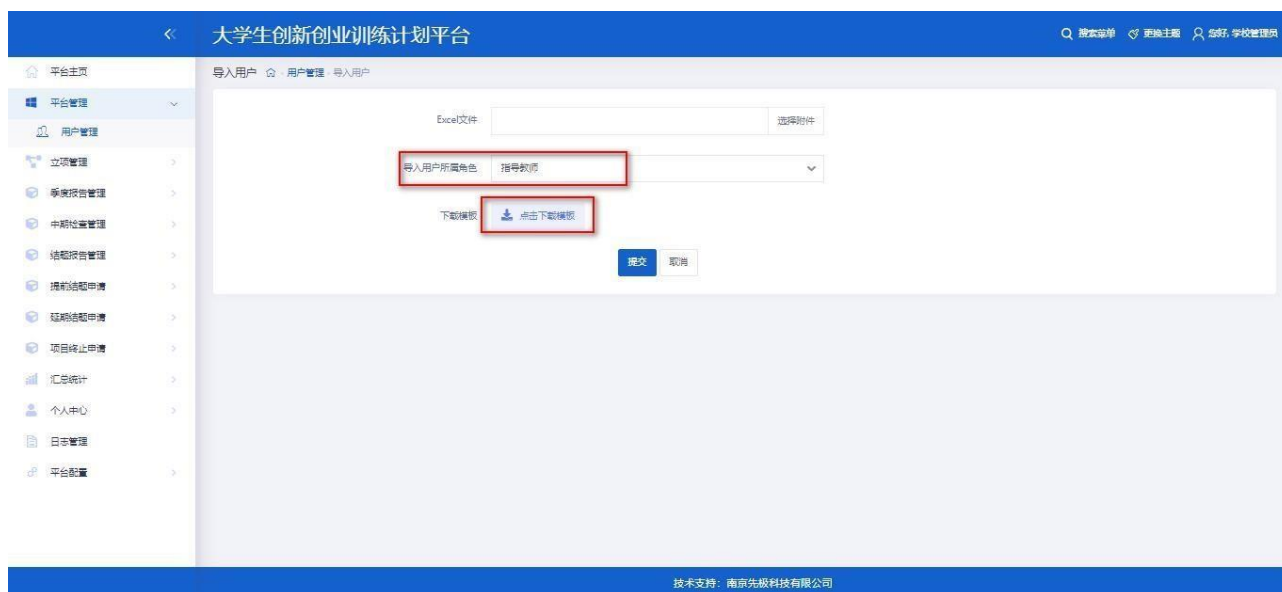 大学生创新创业训练计划平台
搜索菜单 更换主题 您好, 学校管理员
平台主页
平台管理
用户管理
立项管理
季度报告管理
中期检查管理
结题报告管理
提前结题申请
延期结题申请
项目终止申请
汇总统计
个人中心
日志管理
平台配置
导入用户 用户管理 导入用户
Excel文件 选择附件
导入用户所属角色 指导教师
下载模板 点击下载模板
提交 取消
技术支持：南京先极科技有限公司